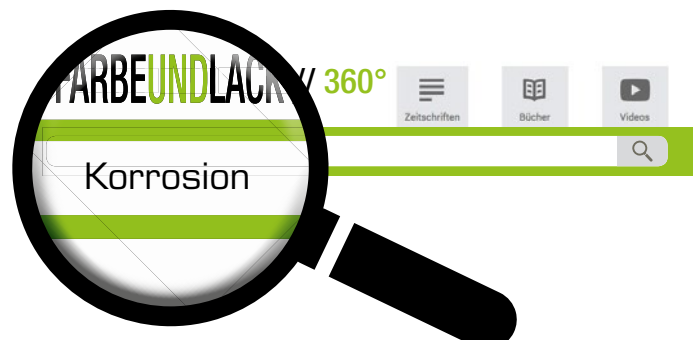 FARBEUNDLACK // 360°
Zeitschriften
Bücher
Videos
Korrosion